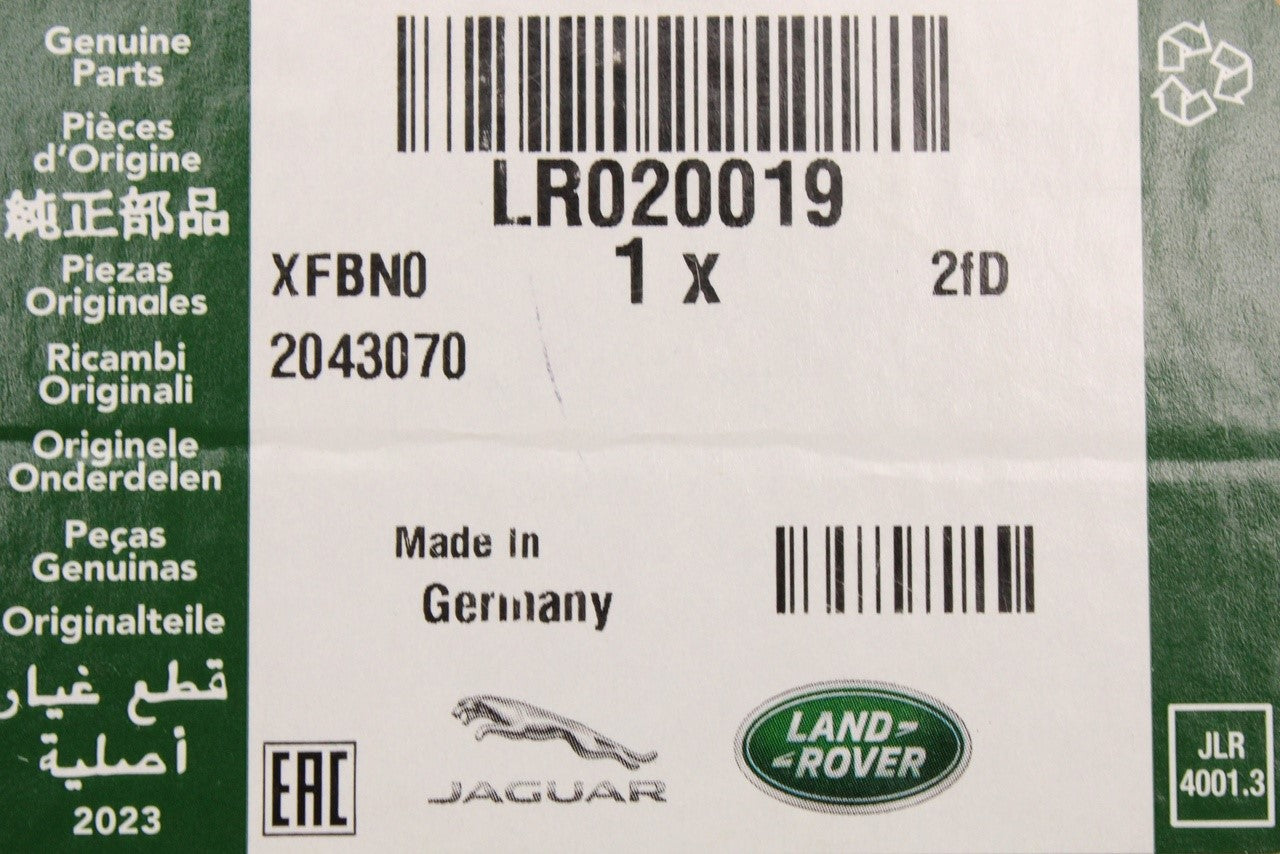 Genuine
Parts
Pièces
d'Origine
純正部品
Piezas
Originales
Ricambi
Originali
Originele
Onderdelen
Peças
Genuinas
Originalteile
قطع غيار
أصلية
2023
LR020019
XFBN0
1 x
2fD
2043070
Made in
Germany
EAC
JAGUAR
LAND
ROVER
JLR
4001.3